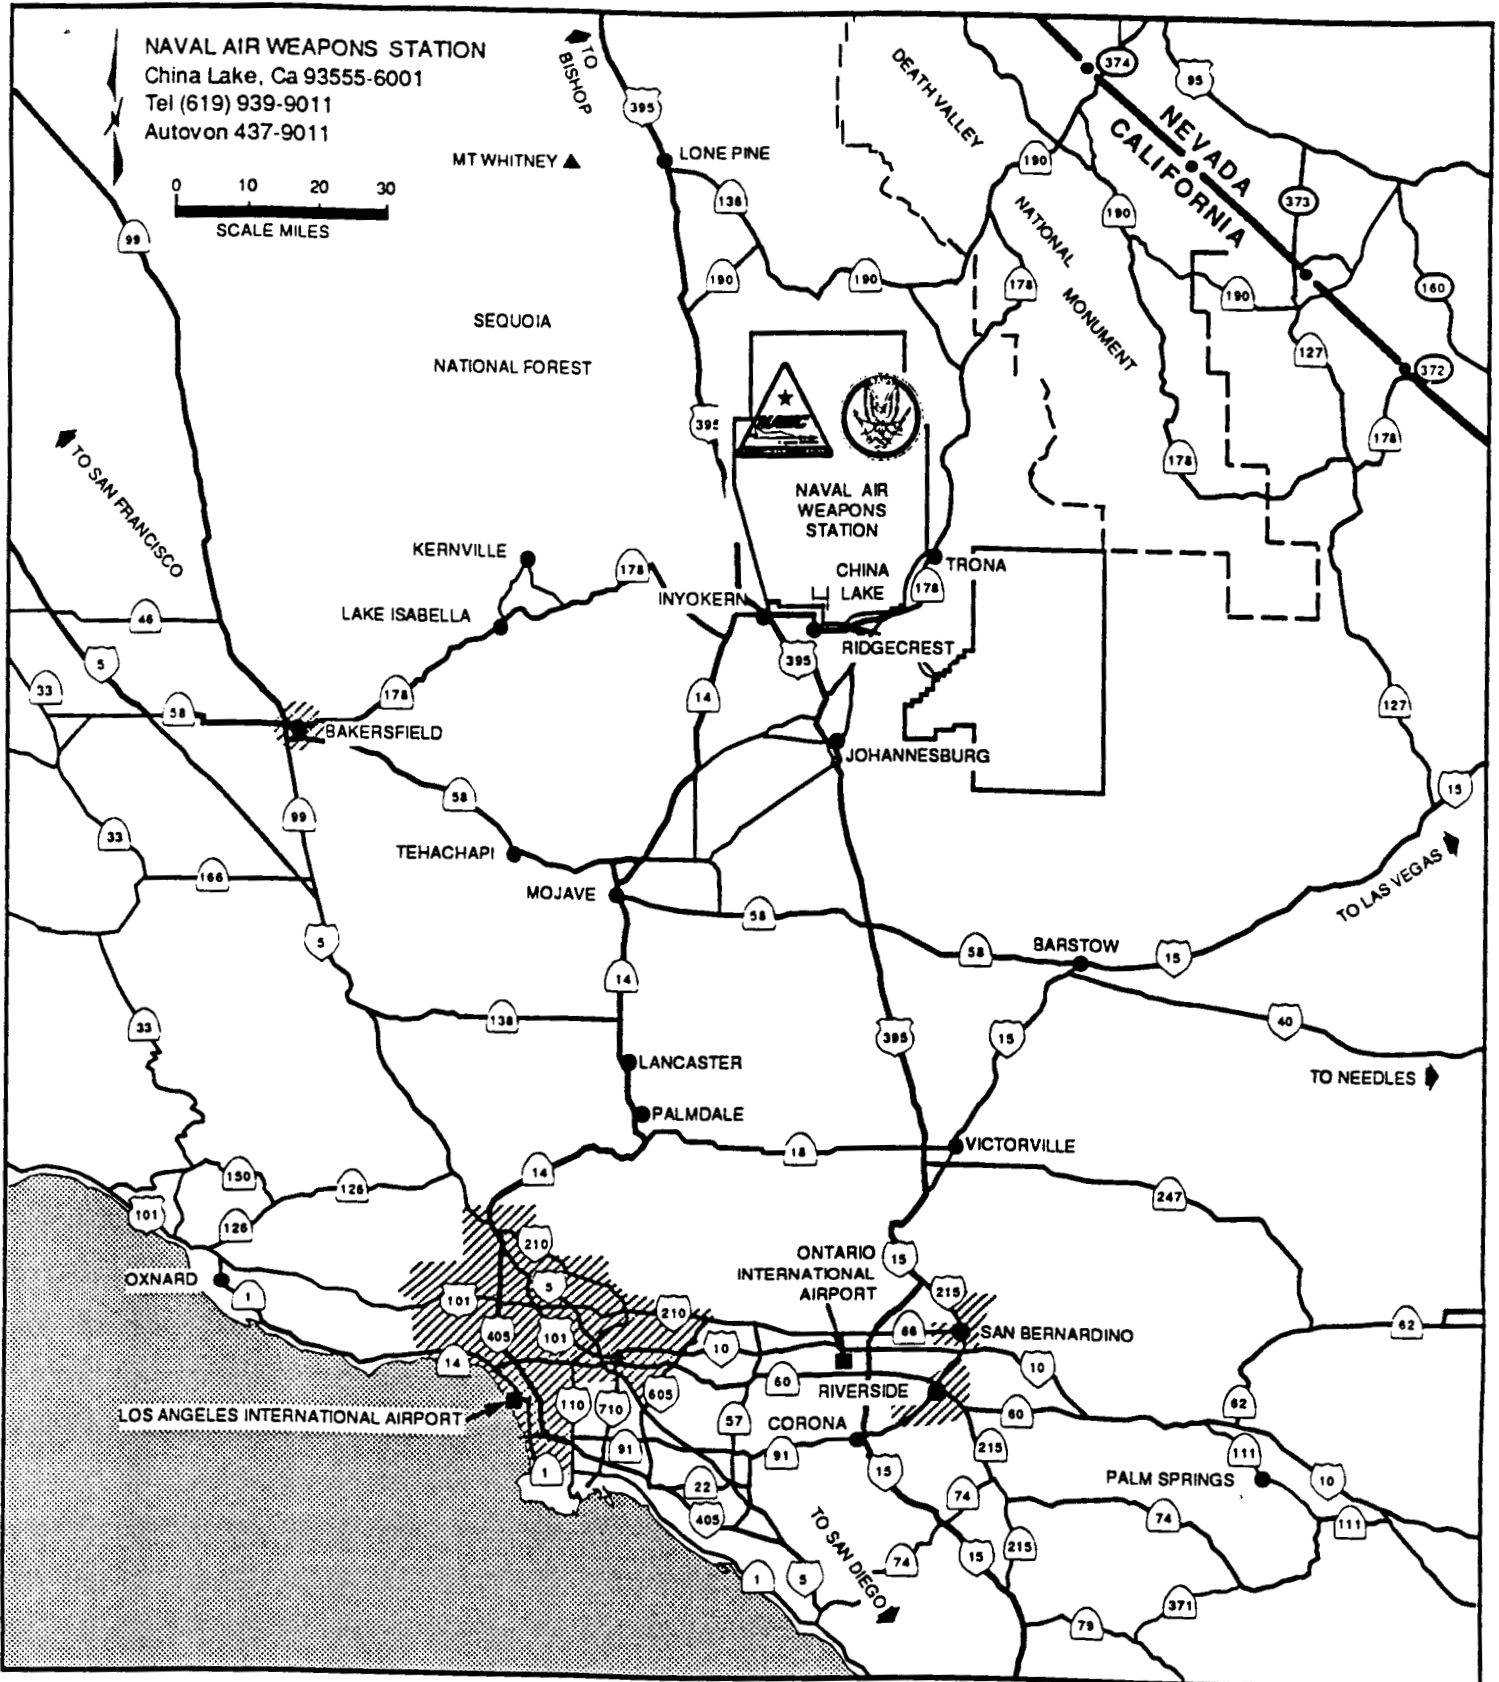 NAVAL AIR WEAPONS STATION
China Lake, Ca 93555-6001
Tel (619) 939-9011
Autovon 437-9011
0 10 20 30
SCALE MILES
TO
BISHOP
395
MT WHITNEY
LONE PINE
136
190
190
DEATH VALLEY
NATIONAL
MONUMENT
190
178
374
95
NEVADA
CALIFORNIA
373
190
190
160
127
372
178
178
99
SEQUOIA
NATIONAL FOREST
395
TO SAN FRANCISCO
NAVAL AIR
WEAPONS
STATION
CHINA
LAKE
178
TRONA
KERNVILLE
178
INYOKERN
LAKE ISABELLA
RIDGECREST
395
46
5
33
58
178
14
BAKERSFIELD
JOHANNESBURG
127
15
58
99
33
TEHACHAPI
166
MOJAVE
58
TO LAS VEGAS
5
58
BARSTOW
15
14
33
138
395
15
40
LANCASTER
TO NEEDLES
PALMDALE
18
VICTORVILLE
14
150
126
247
101
126
210
ONTARIO
INTERNATIONAL
AIRPORT
15
OXNARD
1
5
215
101
210
405
101
66
SAN BERNARDINO
62
10
14
10
60
RIVERSIDE
605
110
710
LOS ANGELES INTERNATIONAL AIRPORT
57
CORONA
60
62
91
91
215
111
1
15
PALM SPRINGS
10
22
74
405
TO SAN DIEGO
74
111
215
74
15
1
5
371
79